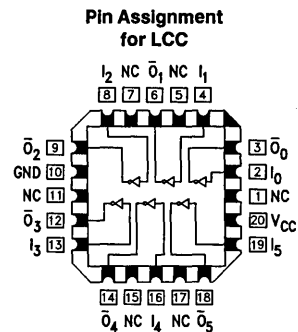 Pin Assignment
for LCC
I₂ NC Ō₁ NC I₁
8 7 6 5 4
Ō₂ 9 3 Ō₀
GND 10 2 I₀
NC 11 1 NC
Ō₃ 12 20 VCC
I₃ 13 19 I₅
14 15 16 17 18
Ō₄ NC I₄ NC Ō₅